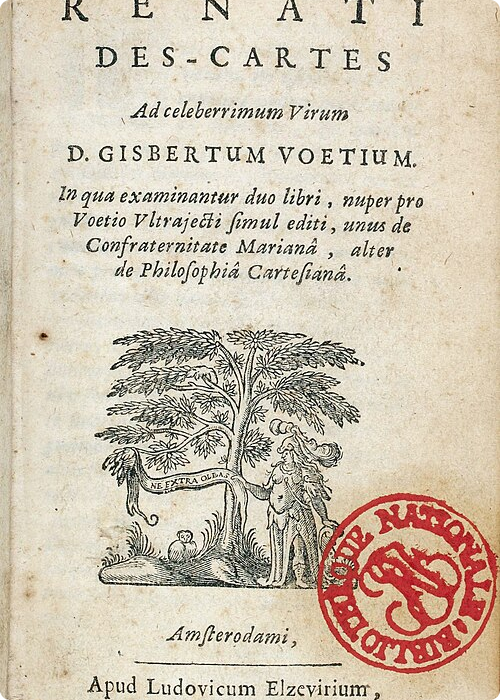 RENATI
DES-CARTES
Ad celeberrimum Virum
D. GISBERTUM VOETIUM.
In qua examinantur duo libri, nuper pro
Voetio Vltrajecti ſimul editi, unus de
Confraternitate Marianâ, alter
de Philoſophiâ Carteſianâ.
NE EXTRA OLEAS
BIBLIOTHEQUE NATIONALE
Amſterodami,
Apud Ludovicum Elzevirium,